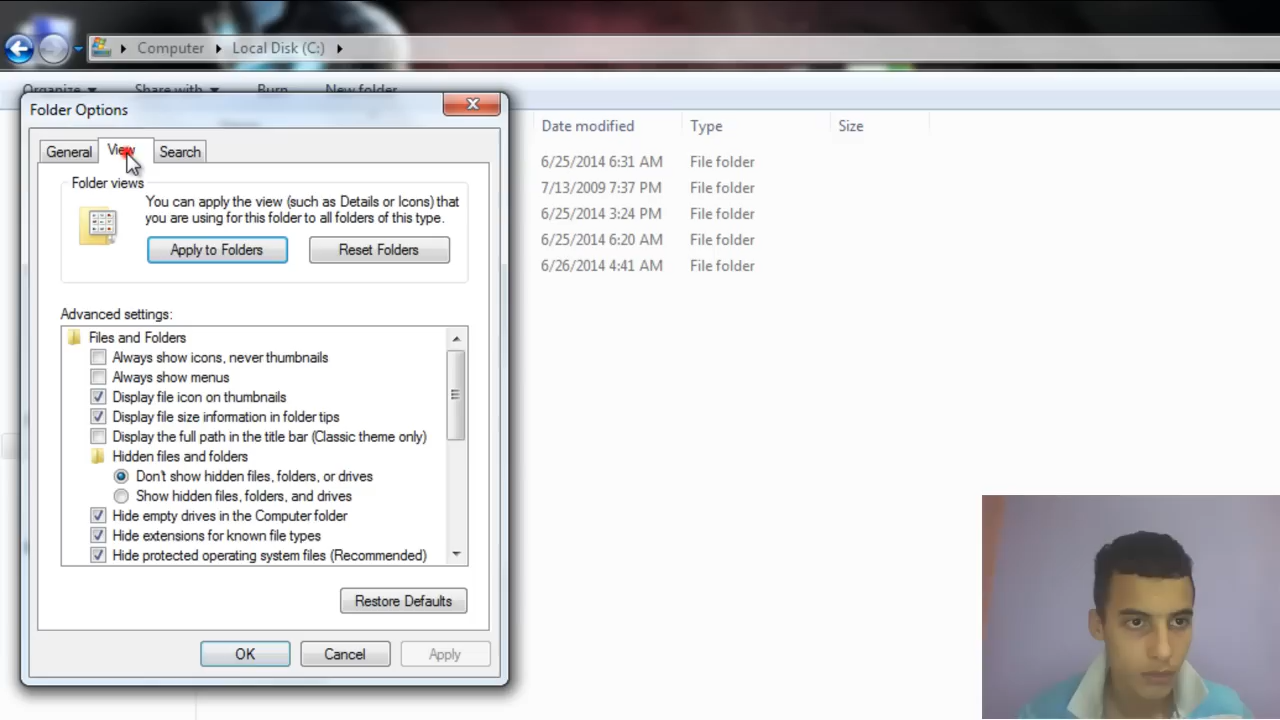 Computer Local Disk (C:)
Organize Share with Burn New folder
Folder Options
General View Search
Folder views
You can apply the view (such as Details or Icons) that
you are using for this folder to all folders of this type.
Apply to Folders Reset Folders
Advanced settings:
Files and Folders
Always show icons, never thumbnails
Always show menus
Display file icon on thumbnails
Display file size information in folder tips
Display the full path in the title bar (Classic theme only)
Hidden files and folders
Don't show hidden files, folders, or drives
Show hidden files, folders, and drives
Hide empty drives in the Computer folder
Hide extensions for known file types
Hide protected operating system files (Recommended)
Restore Defaults
OK Cancel Apply
Date modified Type Size
6/25/2014 6:31 AM File folder
7/13/2009 7:37 PM File folder
6/25/2014 3:24 PM File folder
6/25/2014 6:20 AM File folder
6/26/2014 4:41 AM File folder